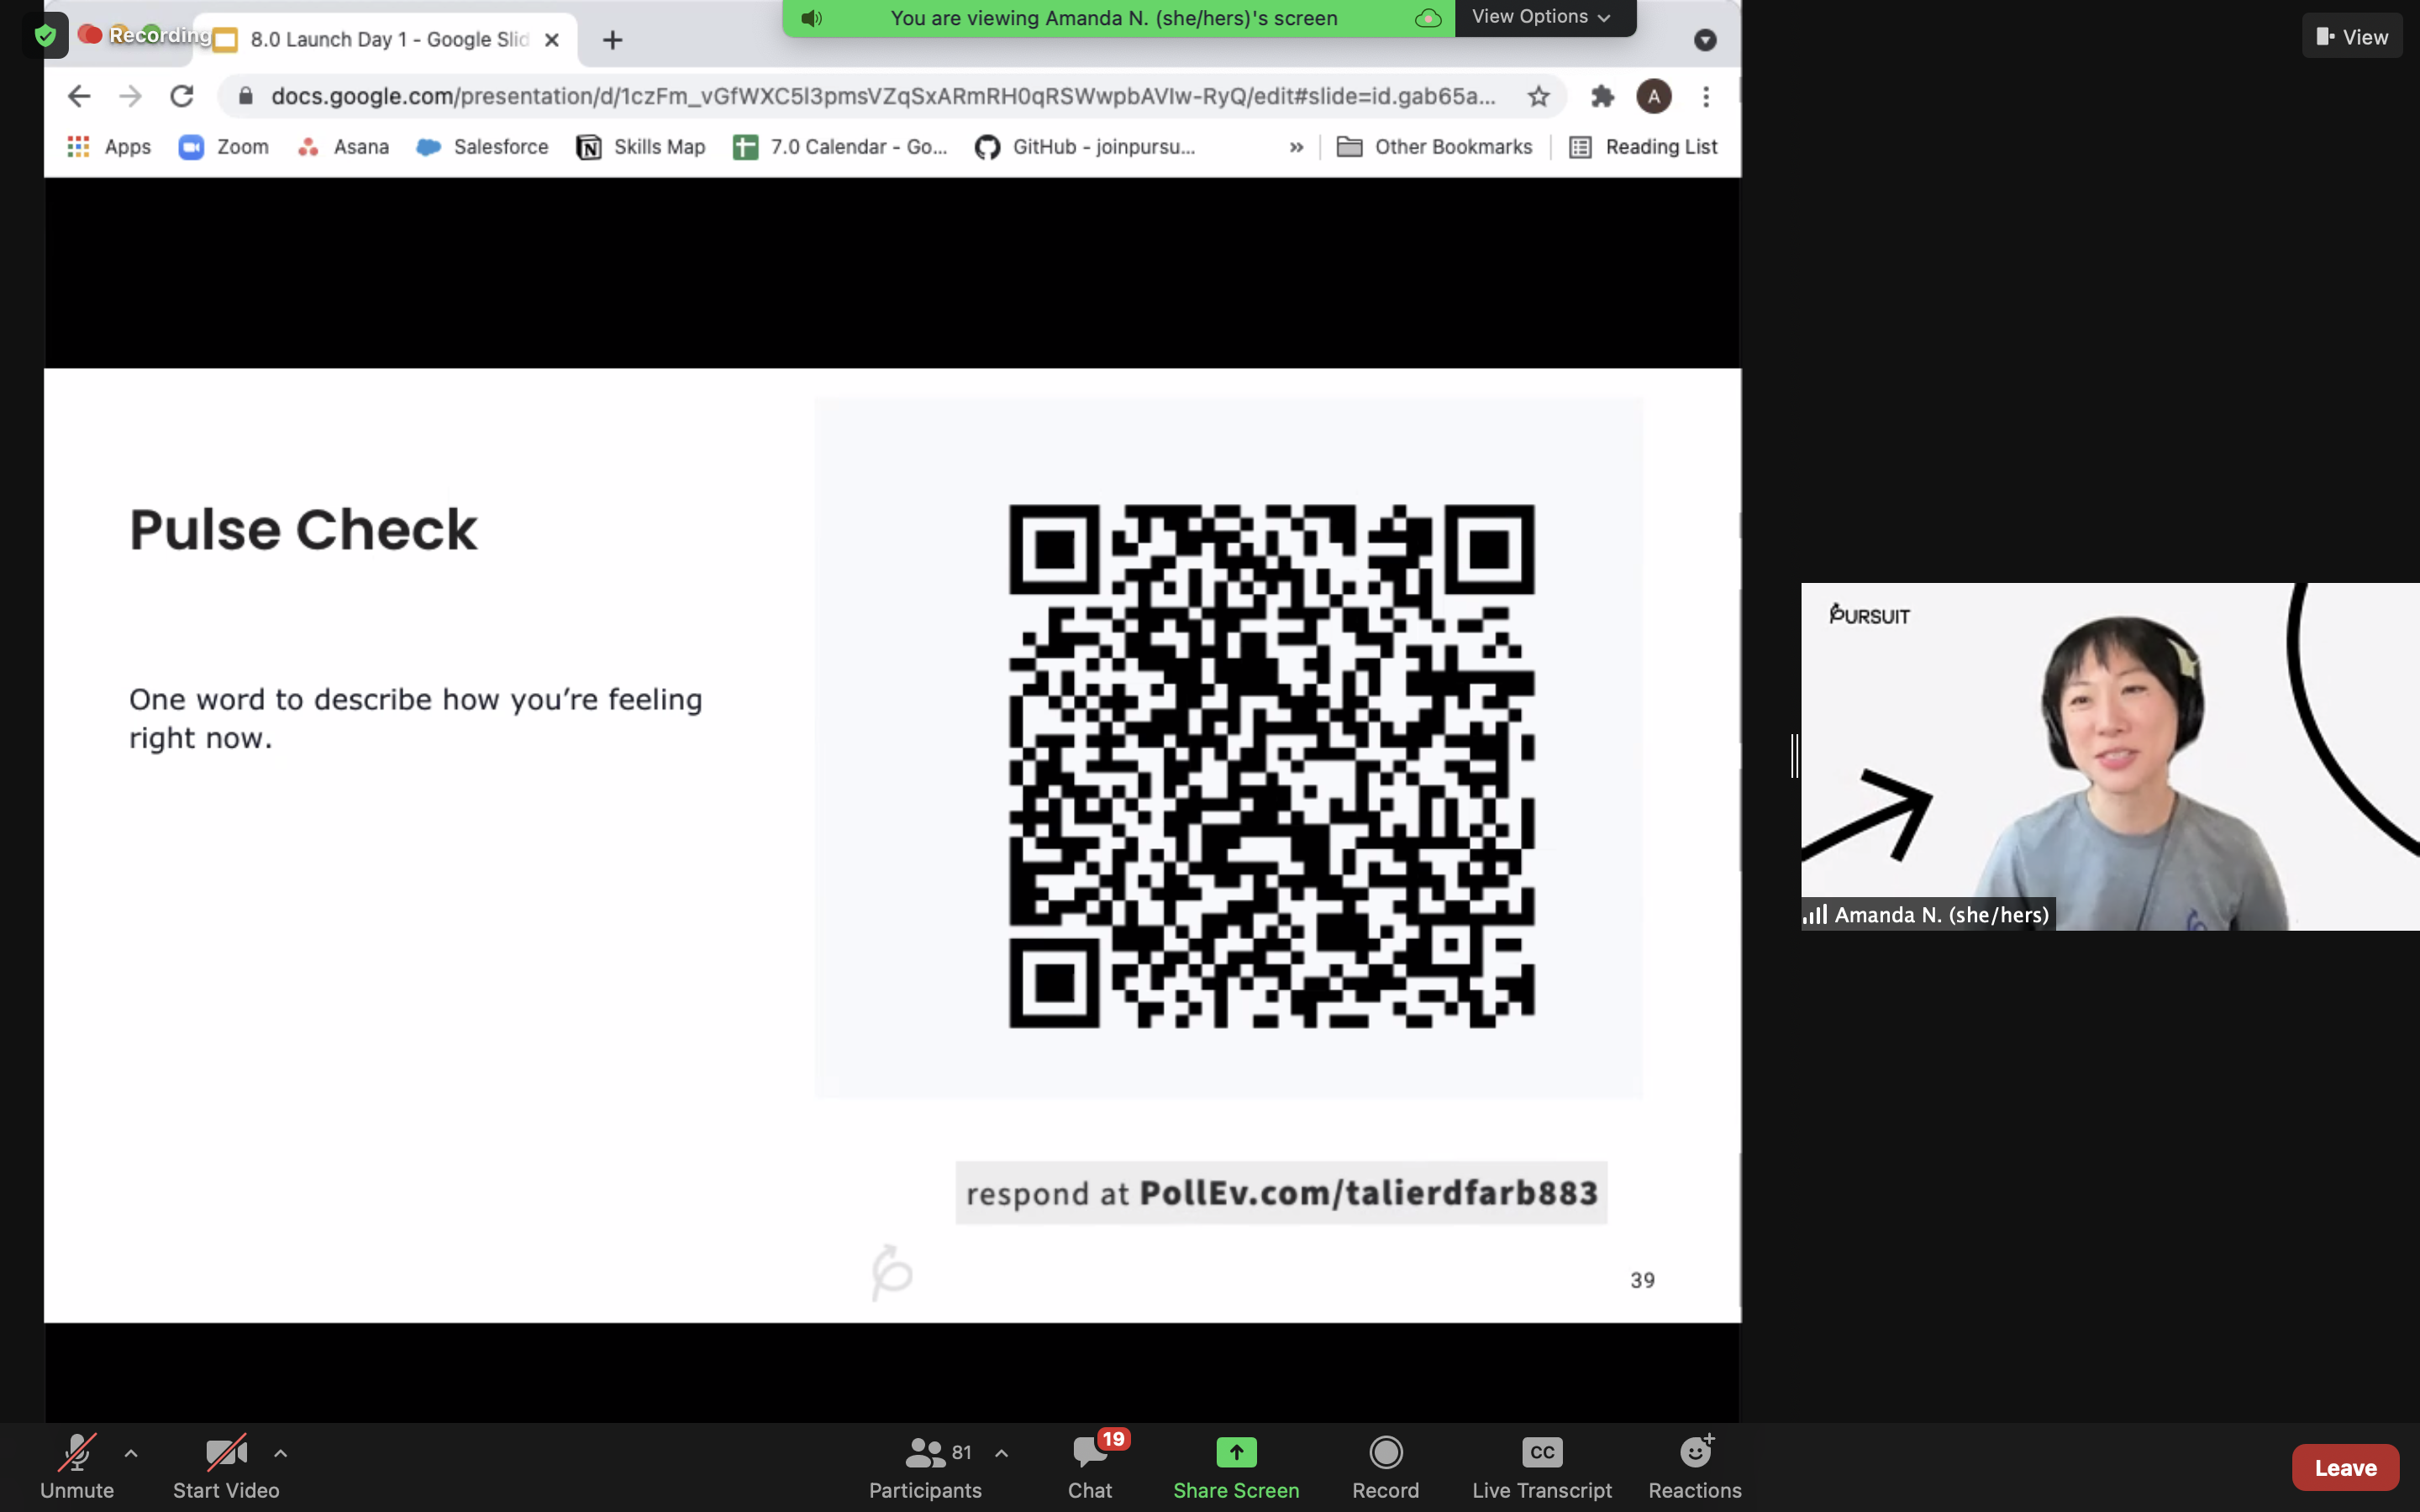 You are viewing Amanda N. (she/hers)'s screen
View Options
View
Recording
8.0 Launch Day 1 - Google Slid
docs.google.com/presentation/d/1czFm_vGfWXC5I3pmsVZqSxARmRH0qRSWwpbAVIw-RyQ/edit#slide=id.gab65a...
A
Apps
Zoom
Asana
Salesforce
Skills Map
7.0 Calendar - Go...
GitHub - joinpursu...
»
Other Bookmarks
Reading List
Pulse Check
One word to describe how you’re feeling
right now.
respond at PollEv.com/talierdfarb883
39
PURSUIT
Amanda N. (she/hers)
Unmute
Start Video
81
Participants
19
Chat
Share Screen
Record
CC
Live Transcript
Reactions
Leave